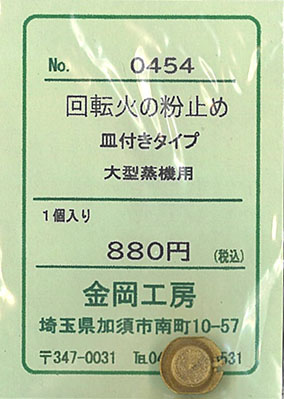 No. 0454
回転火の粉止め
皿付きタイプ
大型蒸機用
1個入り
880円 (税込)
金岡工房
埼玉県加須市南町10-57
〒347-0031 TEL04 531